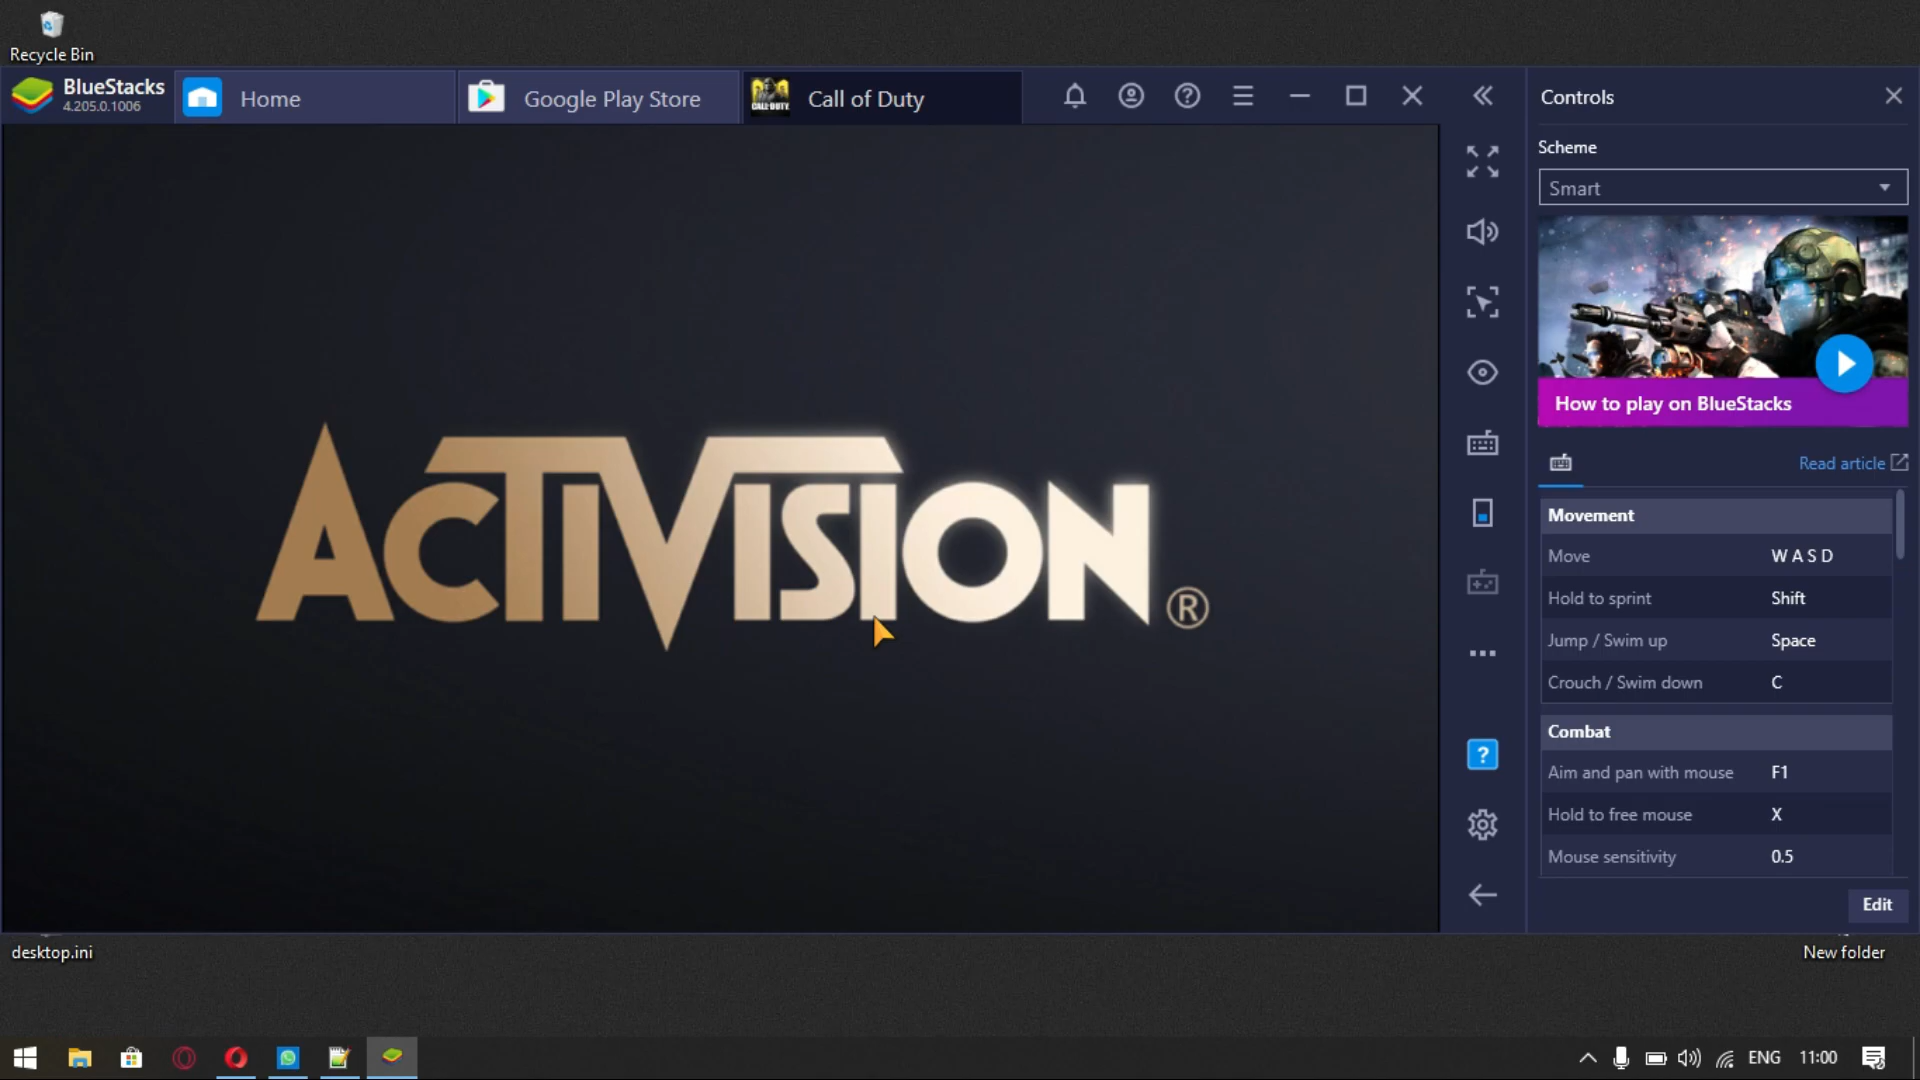 Recycle Bin
BlueStacks
4.205.0.1006
Home
Google Play Store
CALL OF DUTY
Call of Duty
Controls
Scheme
Smart
How to play on BlueStacks
Read article
Movement
Move W A S D
Hold to sprint Shift
Jump / Swim up Space
Crouch / Swim down C
Combat
Aim and pan with mouse F1
Hold to free mouse X
Mouse sensitivity 0.5
Edit
ACTIVISION®
desktop.ini
New folder
ENG 11:00